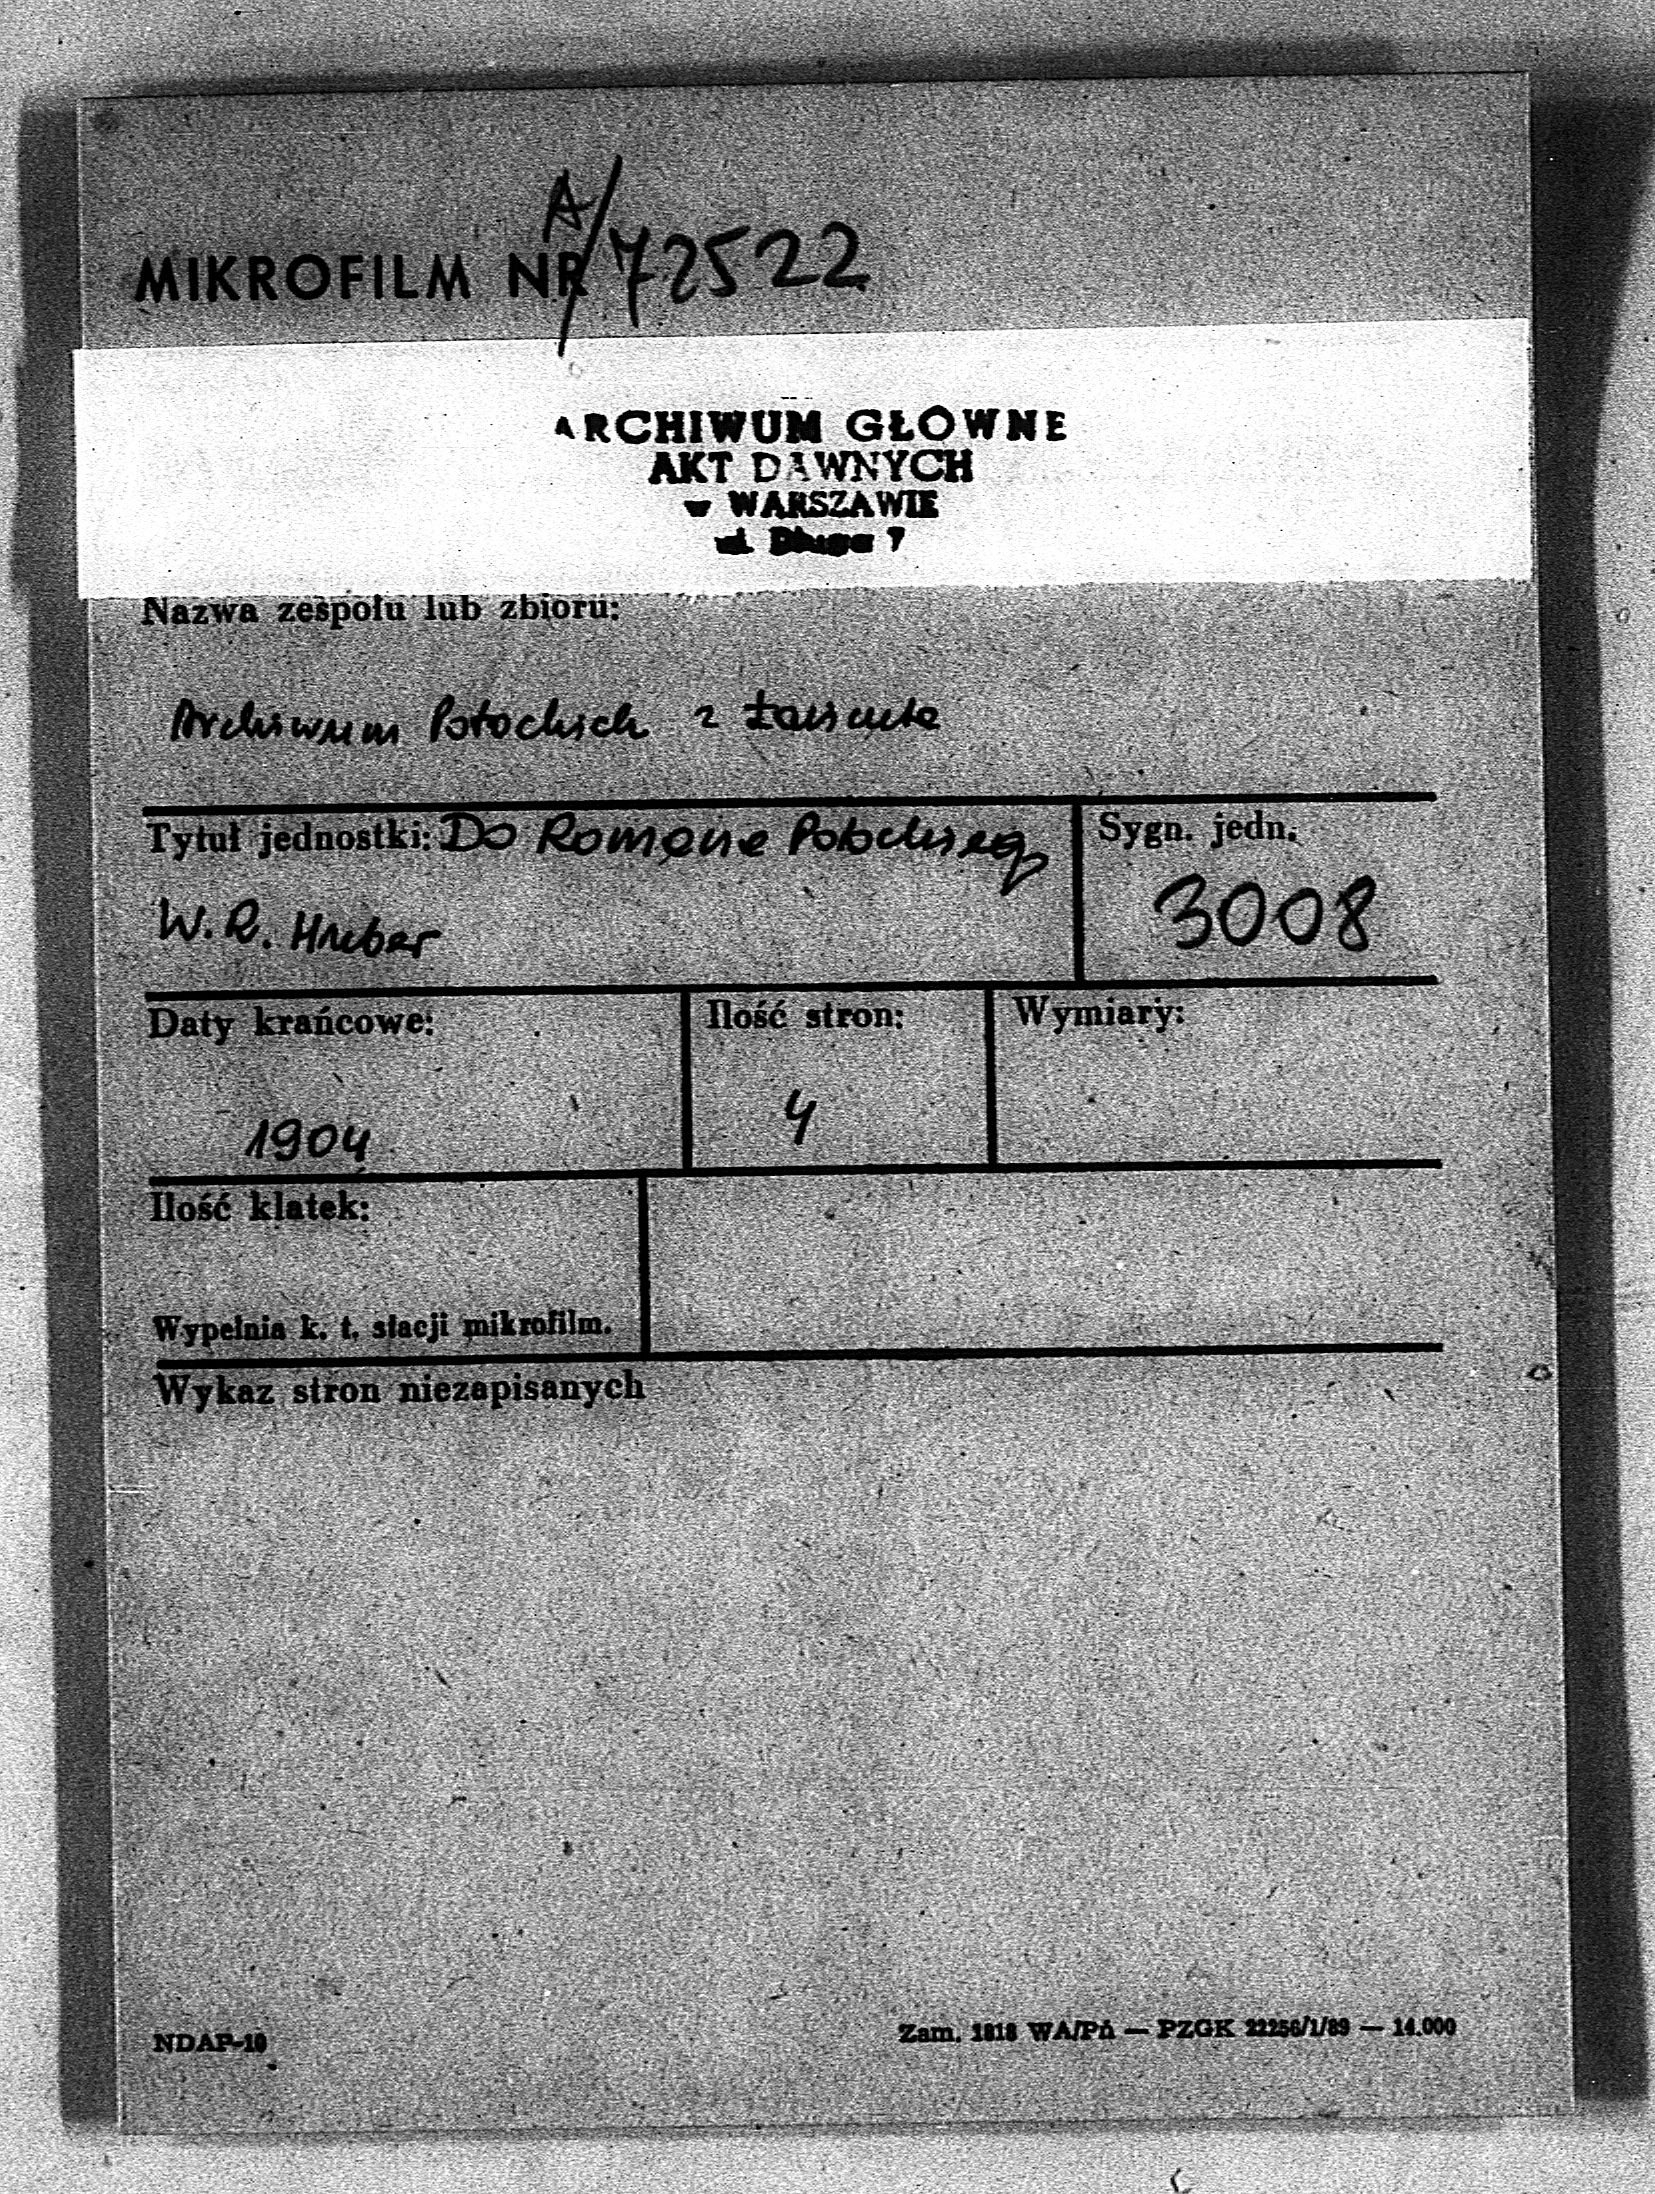 MIKROFILM NR A/72522
ARCHIWUM GŁÓWNE
AKT DAWNYCH
w WARSZAWIE
ul. Długa 7
Nazwa zespołu lub zbioru:
Archiwum Potockich z Łańcuta
Tytuł jednostki: Do Romana Potockiego
Sygn. jedn.
W. R. Huber
3008
Daty krańcowe:
Ilość stron:
Wymiary:
1904
4
Ilość klatek:
Wypełnia k. t. stacji mikrofilm.
Wykaz stron niezapisanych
NDAP-10
Zam. 1818 WA/Pń — PZGK 22256/1/89 — 14.000